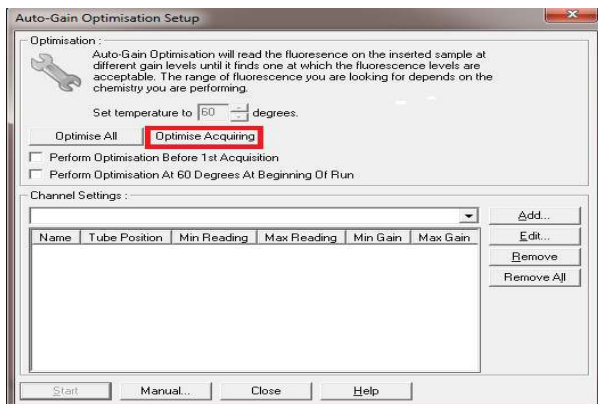 Auto-Gain Optimisation Setup
Optimisation :
Auto-Gain Optimisation will read the fluoresence on the inserted sample at
different gain levels until it finds one at which the fluorescence levels are
acceptable. The range of fluorescence you are looking for depends on the
chemistry you are performing.
Set temperature to 60 degrees.
Optimise All Optimise Acquiring
Perform Optimisation Before 1st Acquisition
Perform Optimisation At 60 Degrees At Beginning Of Run
Channel Settings :
Add...
Name Tube Position Min Reading Max Reading Min Gain Max Gain Edit...
Remove
Remove All
Start Manual... Close Help